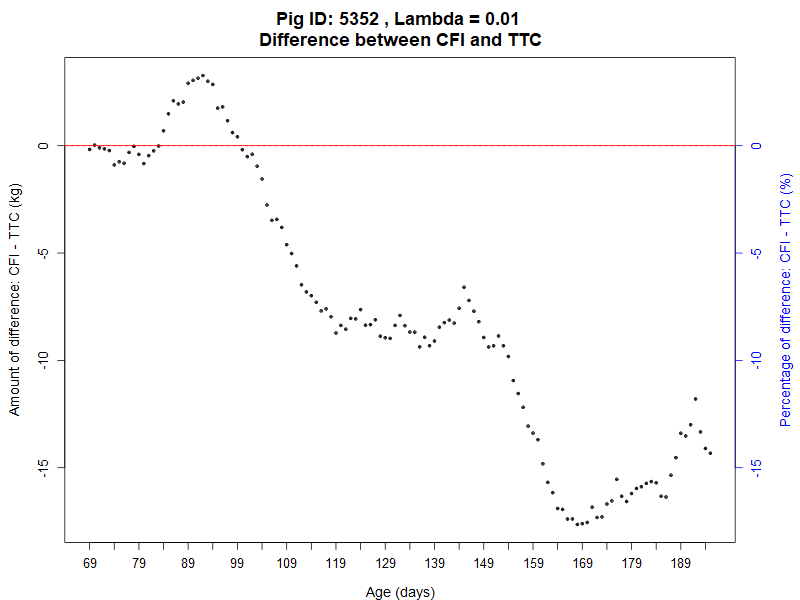 Pig ID: 5352 , Lambda = 0.01
Difference between CFI and TTC
Amount of difference: CFI - TTC (kg)
0
-5
-10
-15
0
-5
-10
-15
Percentage of difference: CFI - TTC (%)
69 79 89 99 109 119 129 139 149 159 169 179 189
Age (days)